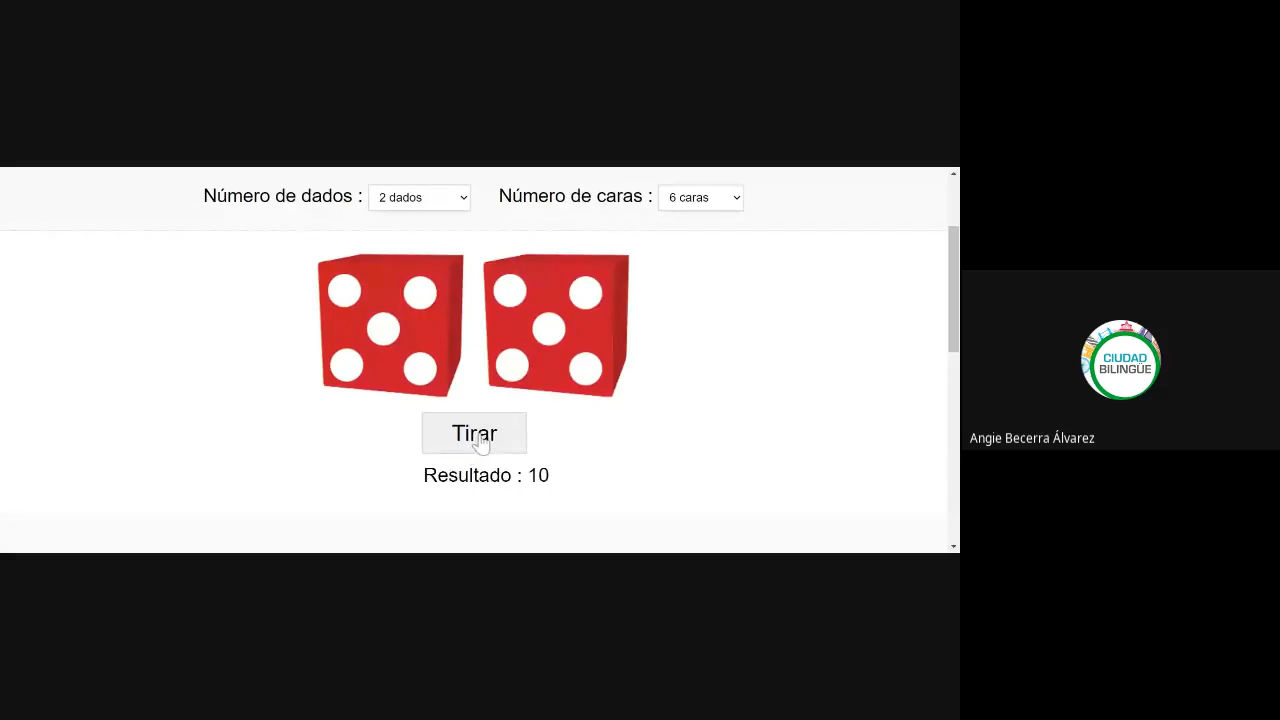 Número de dados : 2 dados Número de caras : 6 caras
Tirar
Resultado : 10
CIUDAD
BILINGÜE
Angie Becerra Álvarez